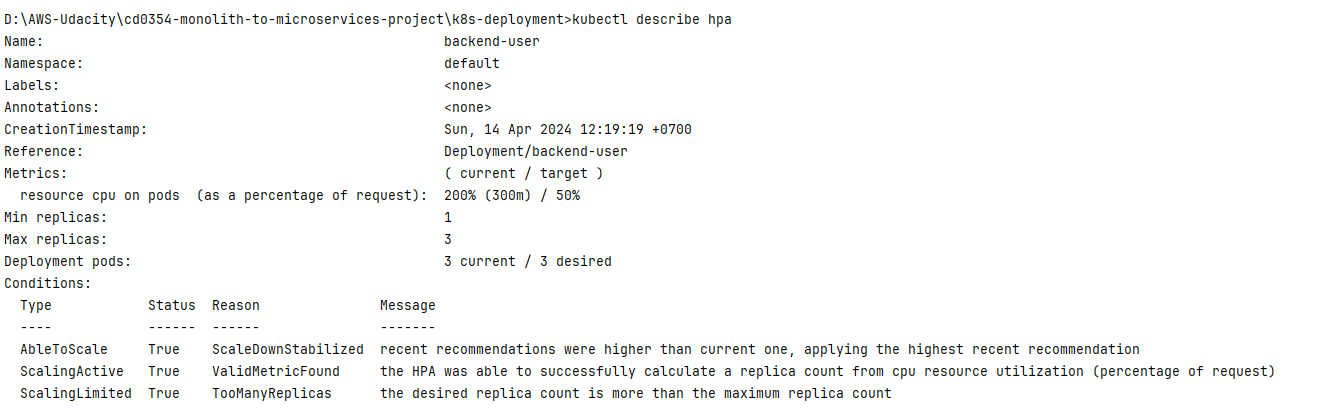 D:\AWS-Udacity\cd0354-monolith-to-microservices-project\k8s-deployment>kubectl describe hpa
Name: backend-user
Namespace: default
Labels: <none>
Annotations: <none>
CreationTimestamp: Sun, 14 Apr 2024 12:19:19 +0700
Reference: Deployment/backend-user
Metrics: ( current / target )
  resource cpu on pods  (as a percentage of request): 200% (300m) / 50%
Min replicas: 1
Max replicas: 3
Deployment pods: 3 current / 3 desired
Conditions:
  Type            Status  Reason               Message
  ----            ------  ------               -------
  AbleToScale     True    ScaleDownStabilized  recent recommendations were higher than current one, applying the highest recent recommendation
  ScalingActive   True    ValidMetricFound     the HPA was able to successfully calculate a replica count from cpu resource utilization (percentage of request)
  ScalingLimited  True    TooManyReplicas      the desired replica count is more than the maximum replica count